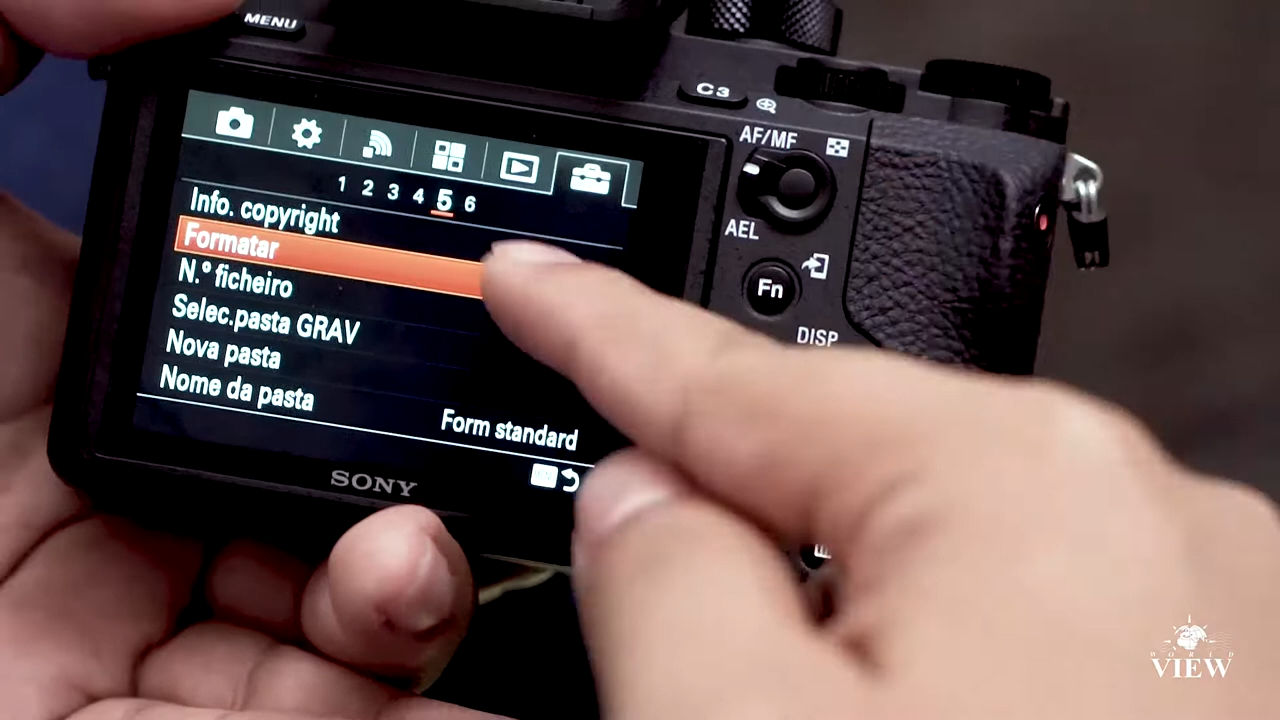 MENU
C3
AF/MF
1 2 3 4 5 6
Info. copyright
Formatar
N.º ficheiro
Selec.pasta GRAV
Nova pasta
Nome da pasta
Form standard
AEL
Fn
DISP
SONY
WORLD
VIEW